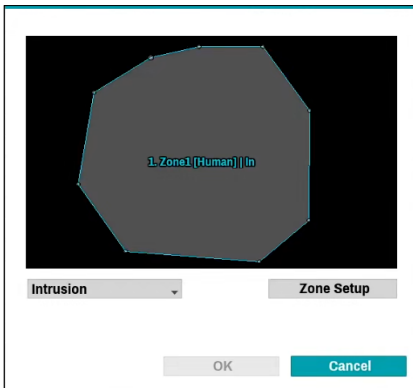 1. Zone1 [Human] | In
Intrusion
Zone Setup
OK
Cancel